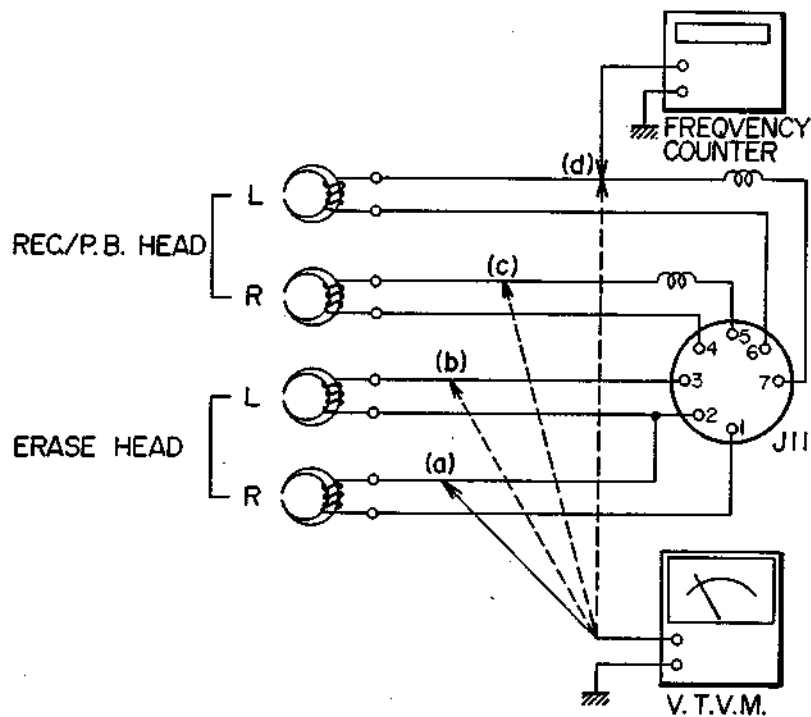 FREQVENCY
COUNTER
(d)
L
REC./P. B. HEAD
(c)
R
5
4
6
(b)
L
3
7
2
1
ERASE HEAD
(a)
J11
R
V. T.V.M.